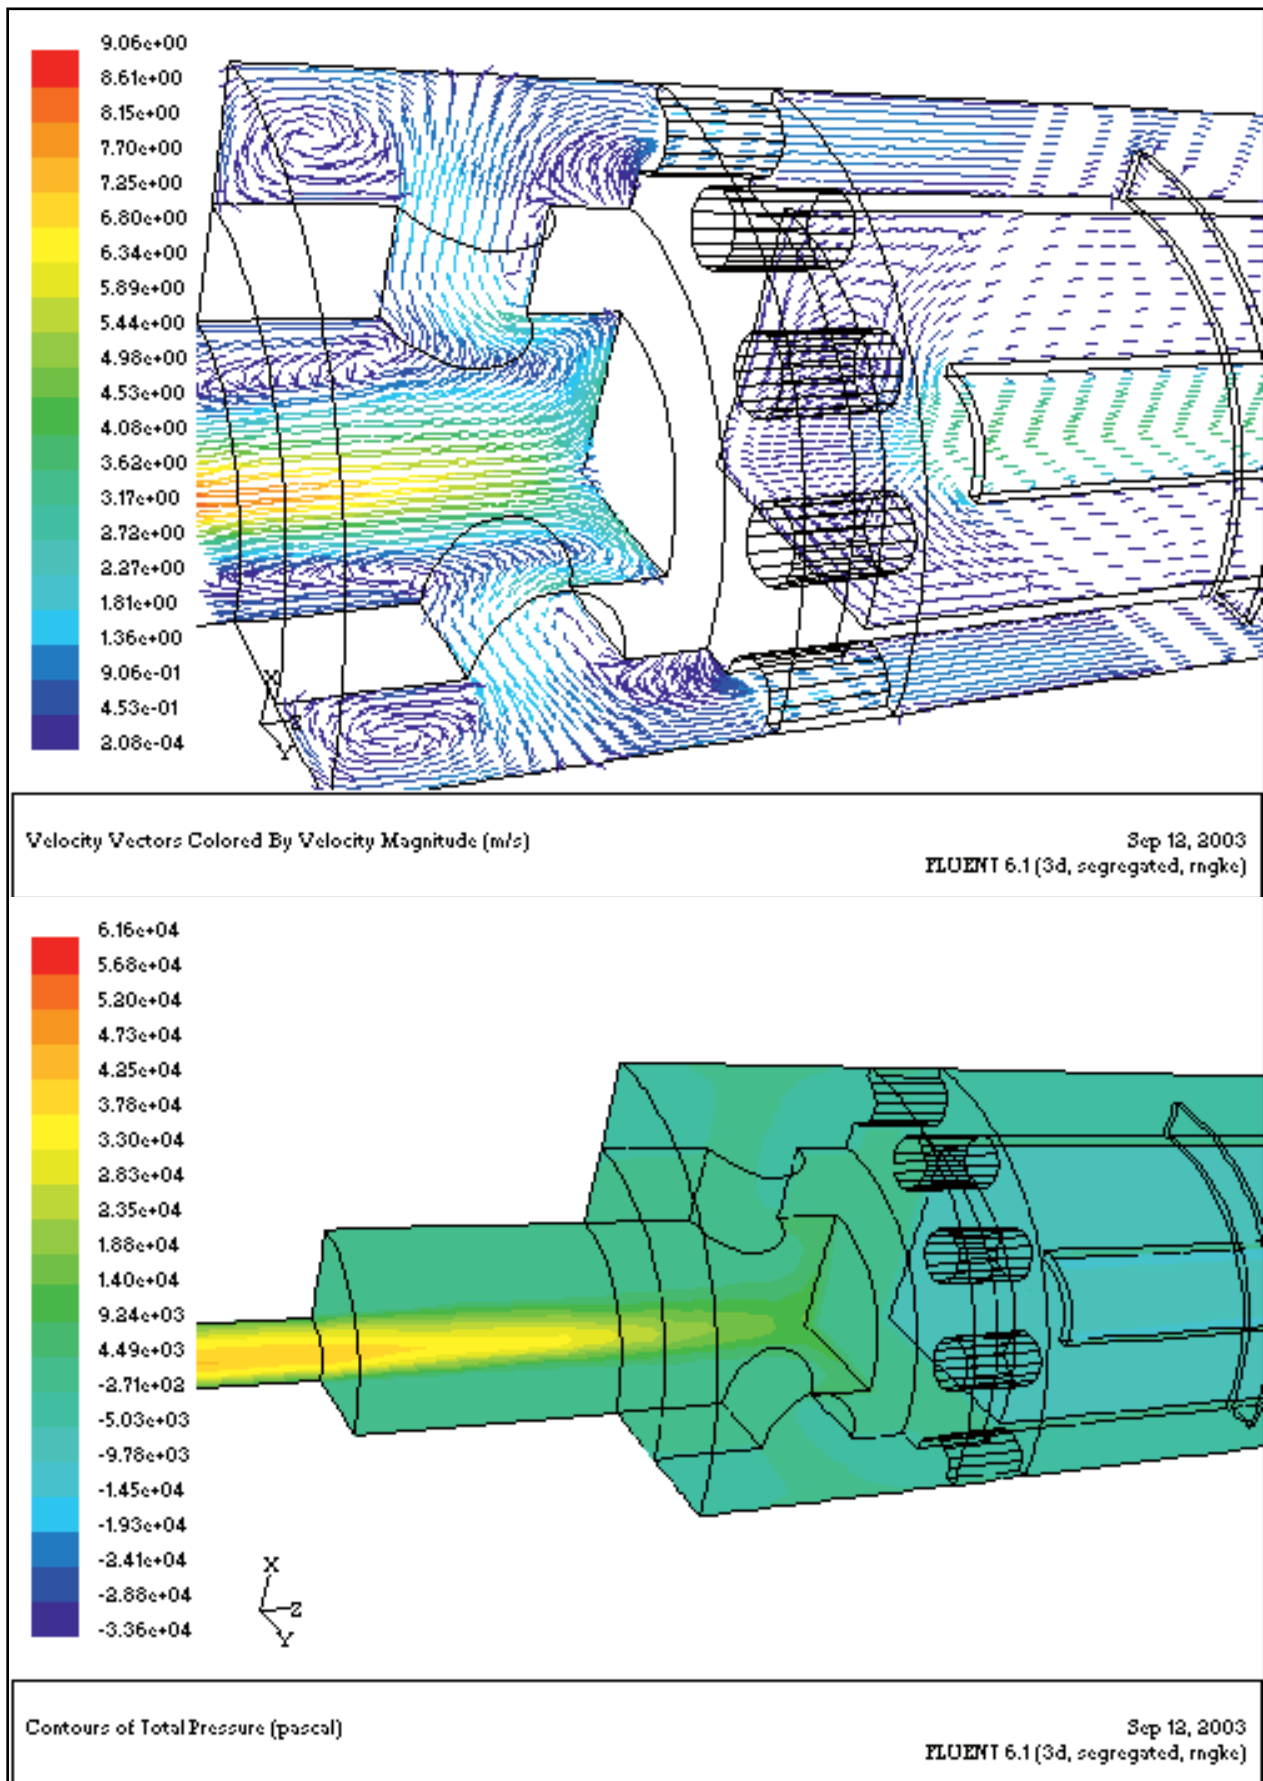 9.06e+00
8.61e+00
8.15e+00
7.70e+00
7.25e+00
6.80e+00
6.34e+00
5.89e+00
5.44e+00
4.98e+00
4.53e+00
4.08e+00
3.62e+00
3.17e+00
2.72e+00
2.27e+00
1.81e+00
1.36e+00
9.06e-01
4.53e-01
2.08e-04
X
Z
Y
Velocity Vectors Colored By Velocity Magnitude (m/s)
Sep 12, 2003
FLUENT 6.1 (3d, segregated, rngke)
6.16e+04
5.68e+04
5.20e+04
4.73e+04
4.25e+04
3.78e+04
3.30e+04
2.83e+04
2.35e+04
1.88e+04
1.40e+04
9.24e+03
4.49e+03
-2.71e+02
-5.03e+03
-9.78e+03
-1.45e+04
-1.93e+04
-2.41e+04
-2.88e+04
-3.36e+04
X
Z
Y
Contours of Total Pressure (pascal)
Sep 12, 2003
FLUENT 6.1 (3d, segregated, rngke)